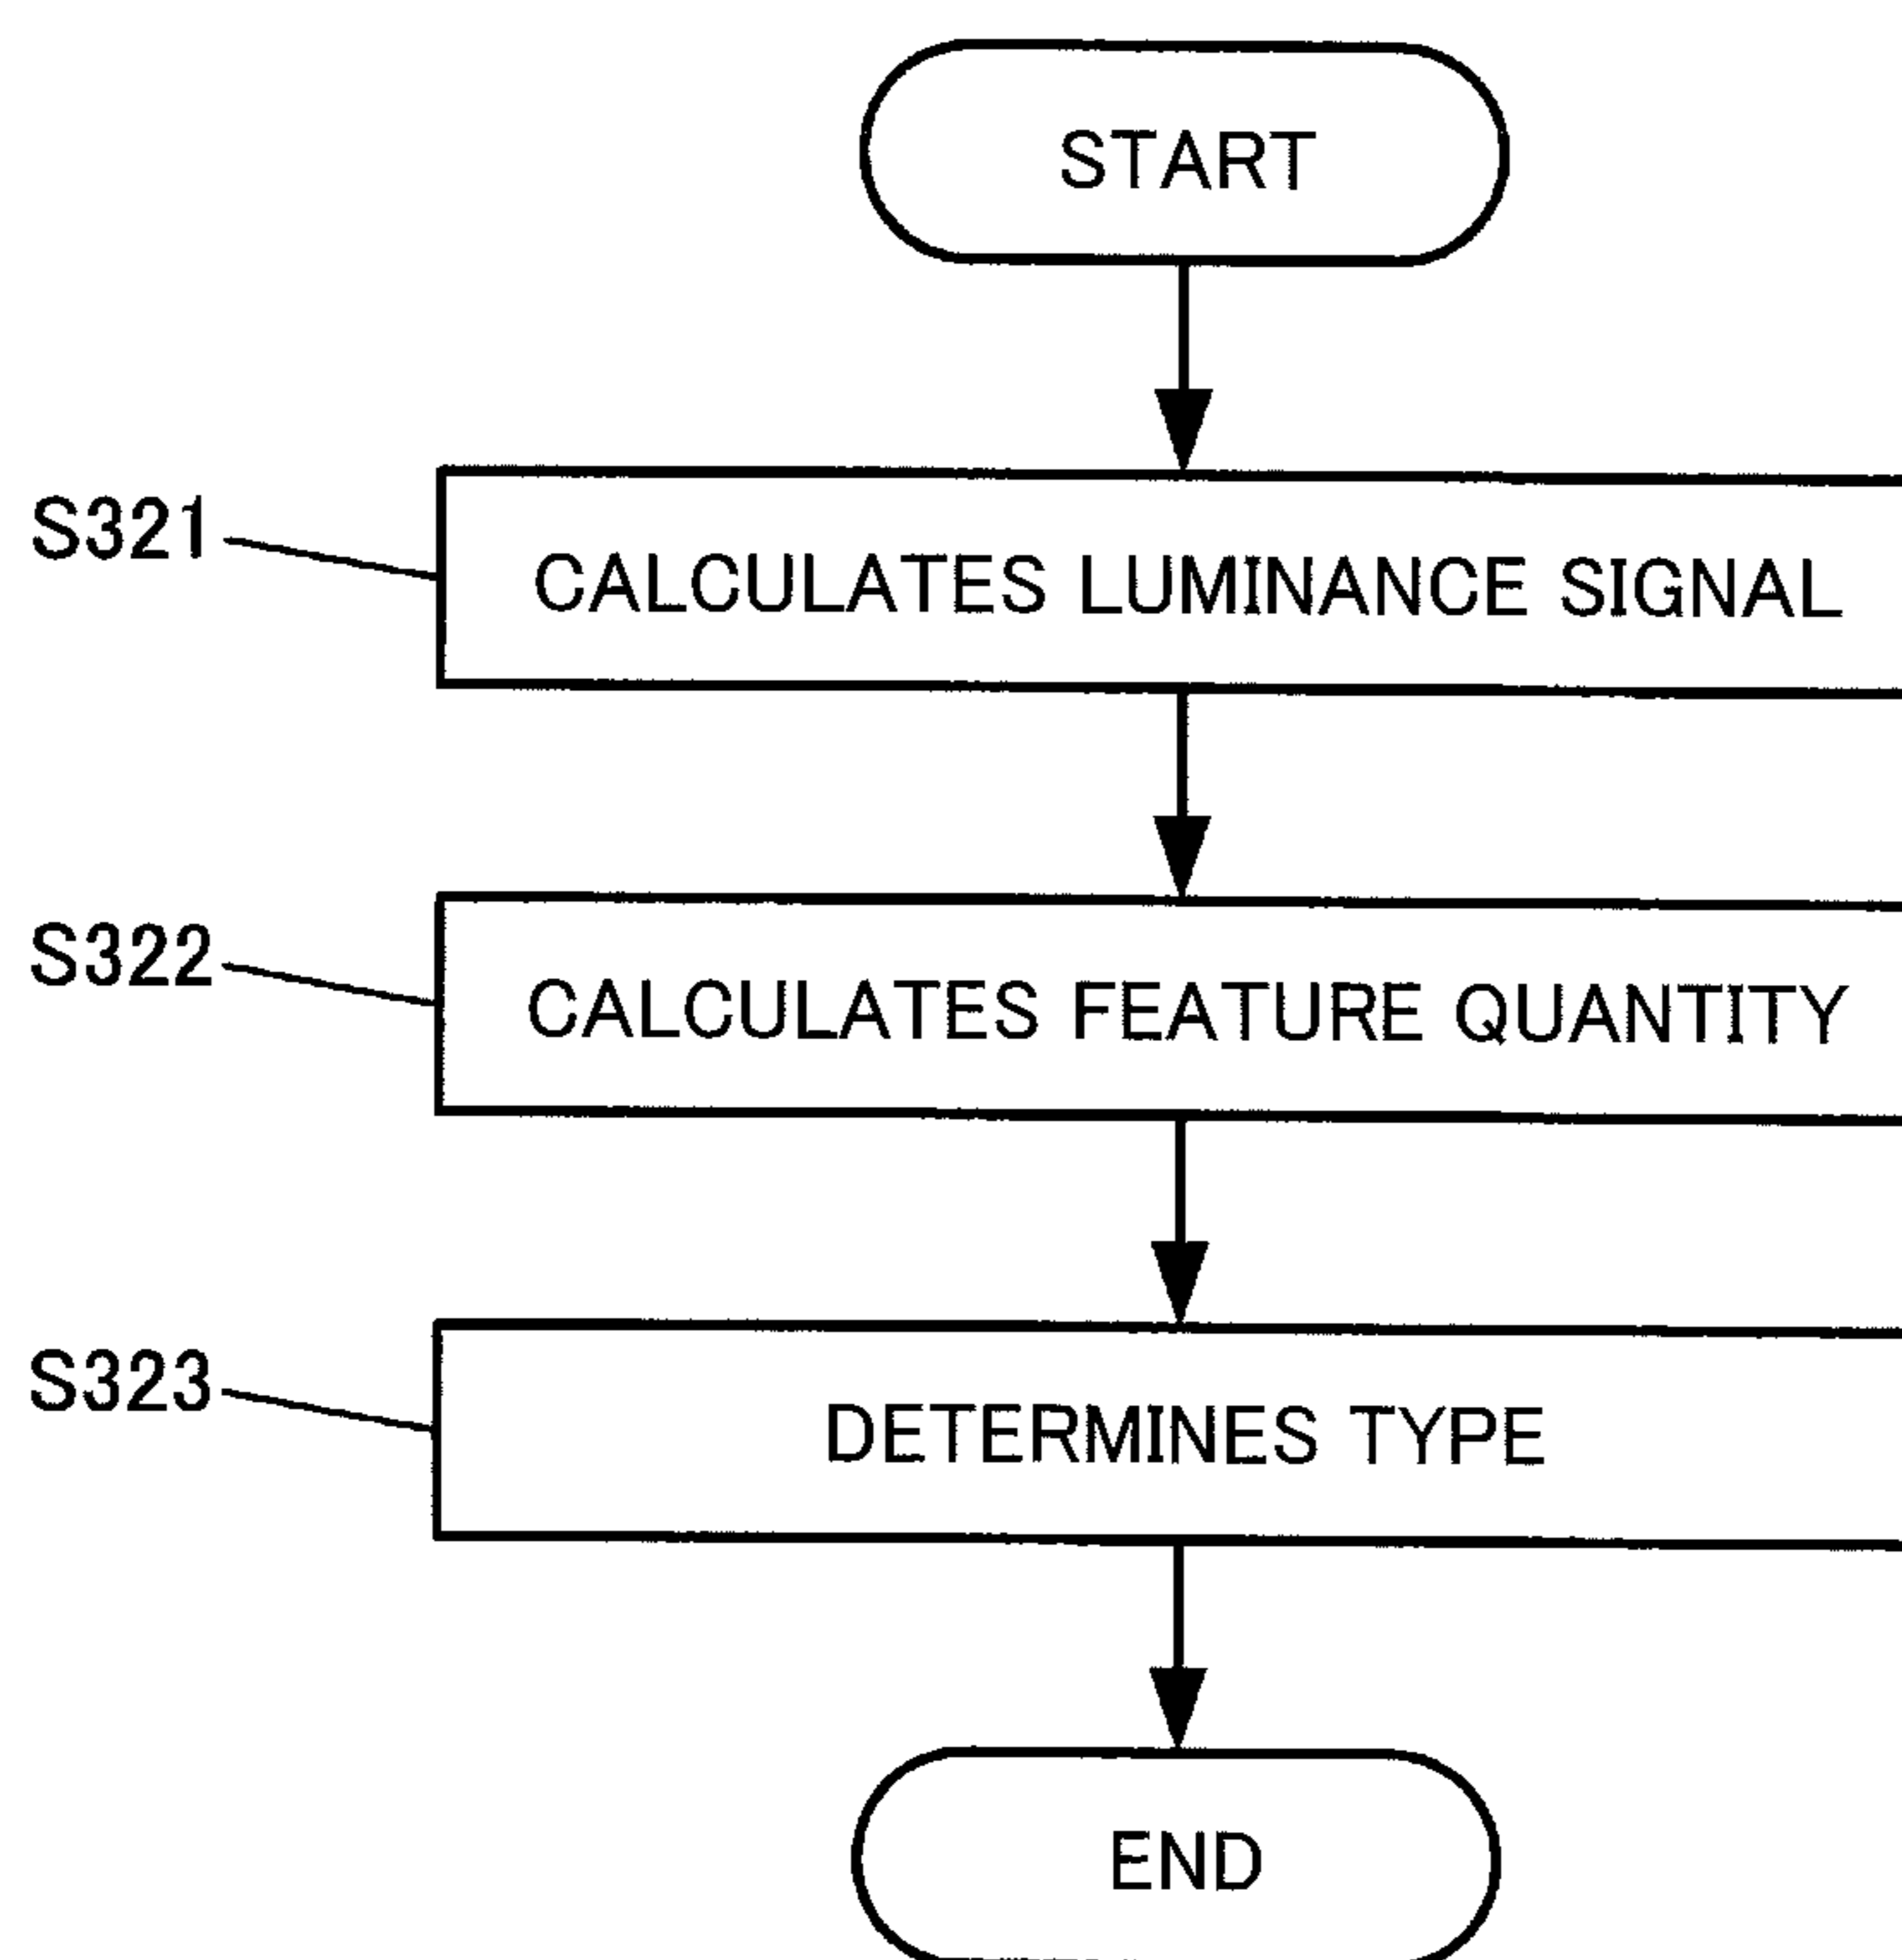 START
S321
CALCULATES LUMINANCE SIGNAL
S322
CALCULATES FEATURE QUANTITY
S323
DETERMINES TYPE
END